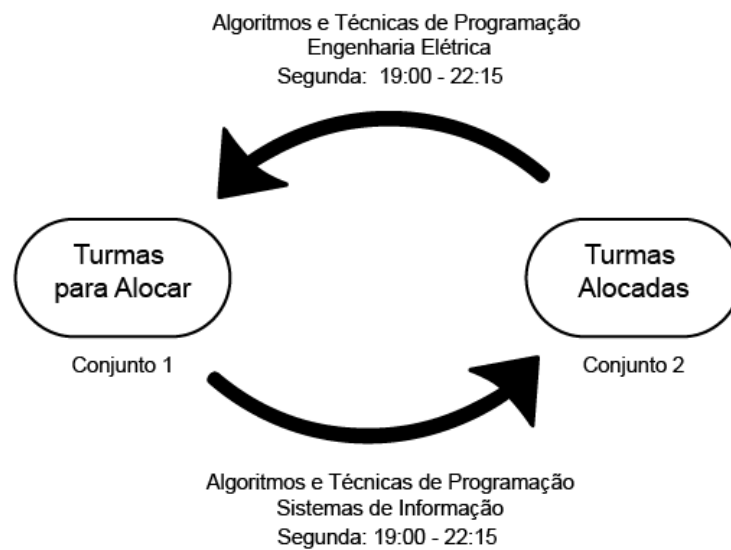 Algoritmos e Técnicas de Programação
Engenharia Elétrica
Segunda: 19:00 - 22:15
Turmas
para Alocar
Conjunto 1
Turmas
Alocadas
Conjunto 2
Algoritmos e Técnicas de Programação
Sistemas de Informação
Segunda: 19:00 - 22:15